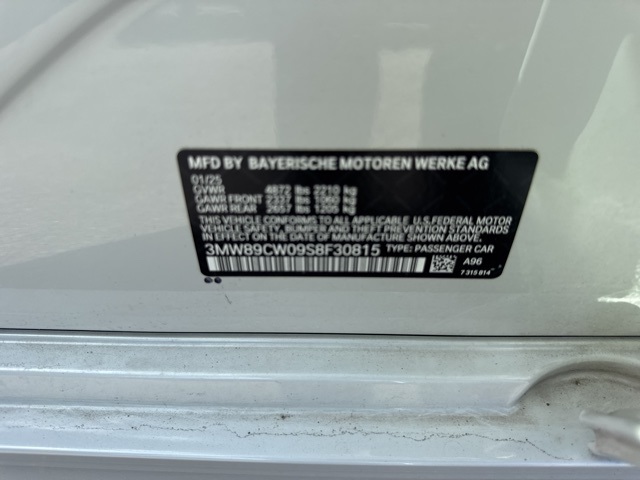 MFD BY BAYERISCHE MOTOREN WERKE AG
01/25
GVWR 4872 lbs 2210 kg
GAWR FRONT 2337 lbs 1060 kg
GAWR REAR 2657 lbs 1205 kg
THIS VEHICLE CONFORMS TO ALL APPLICABLE U.S. FEDERAL MOTOR
VEHICLE SAFETY, BUMPER AND THEFT PREVENTION STANDARDS
IN EFFECT ON THE DATE OF MANUFACTURE SHOWN ABOVE.
3MW89CW09S8F30815 TYPE: PASSENGER CAR
A96
7 315 814